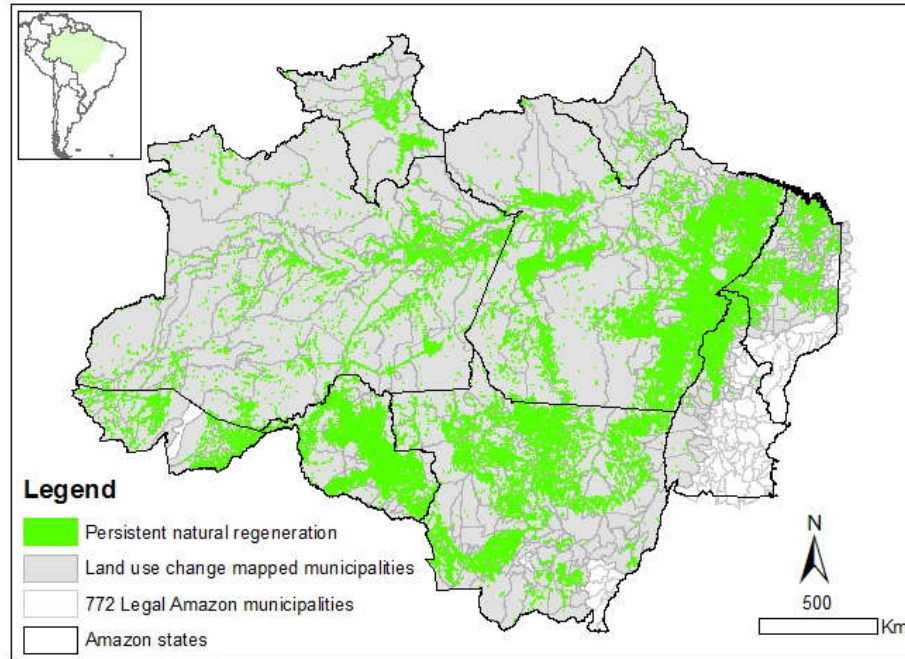 Legend
Persistent natural regeneration
Land use change mapped municipalities
772 Legal Amazon municipalities
Amazon states
N
500
Km